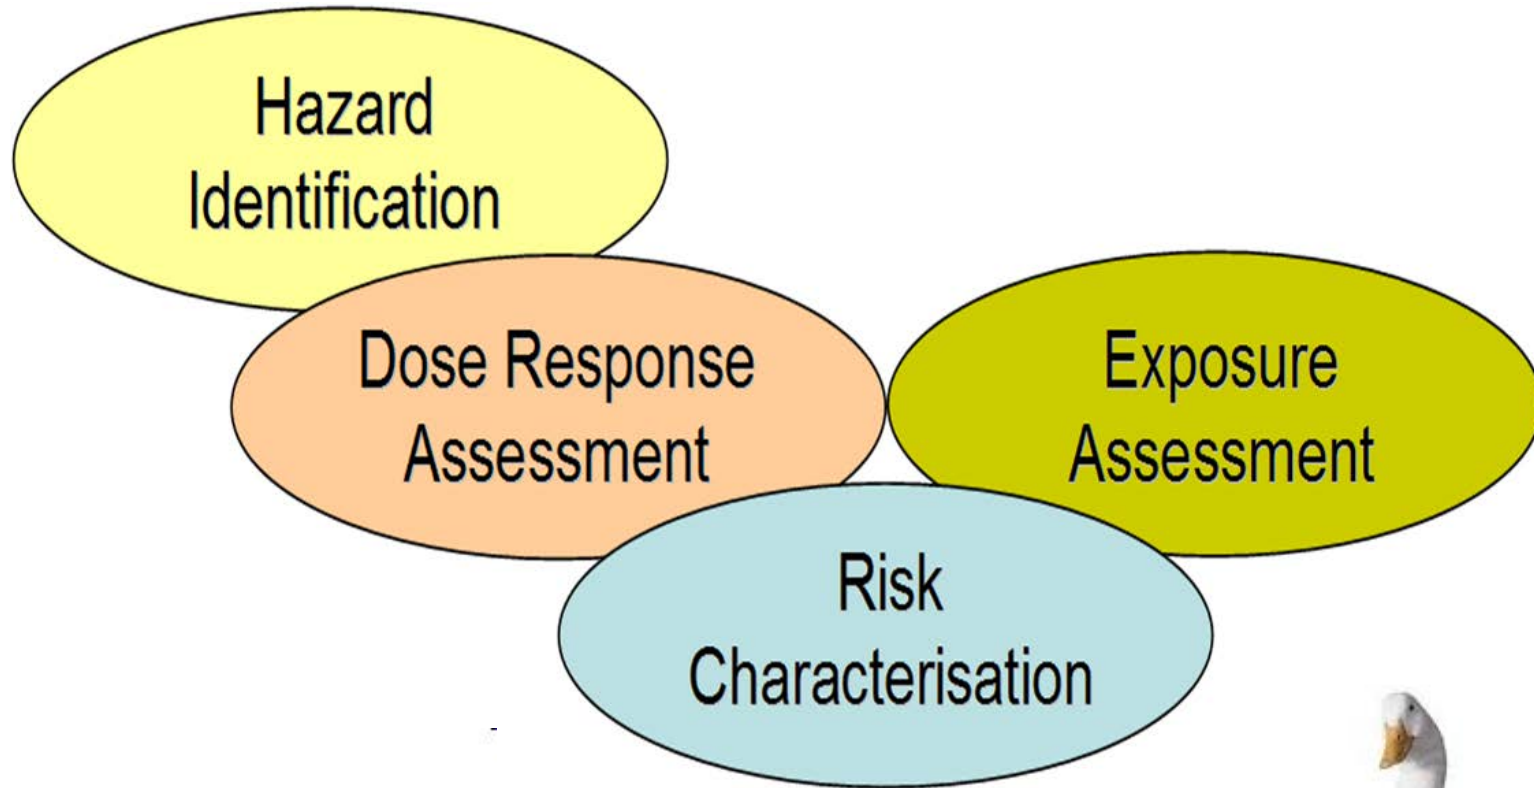 Hazard
Identification
Dose Response
Assessment
Exposure
Assessment
Risk
Characterisation